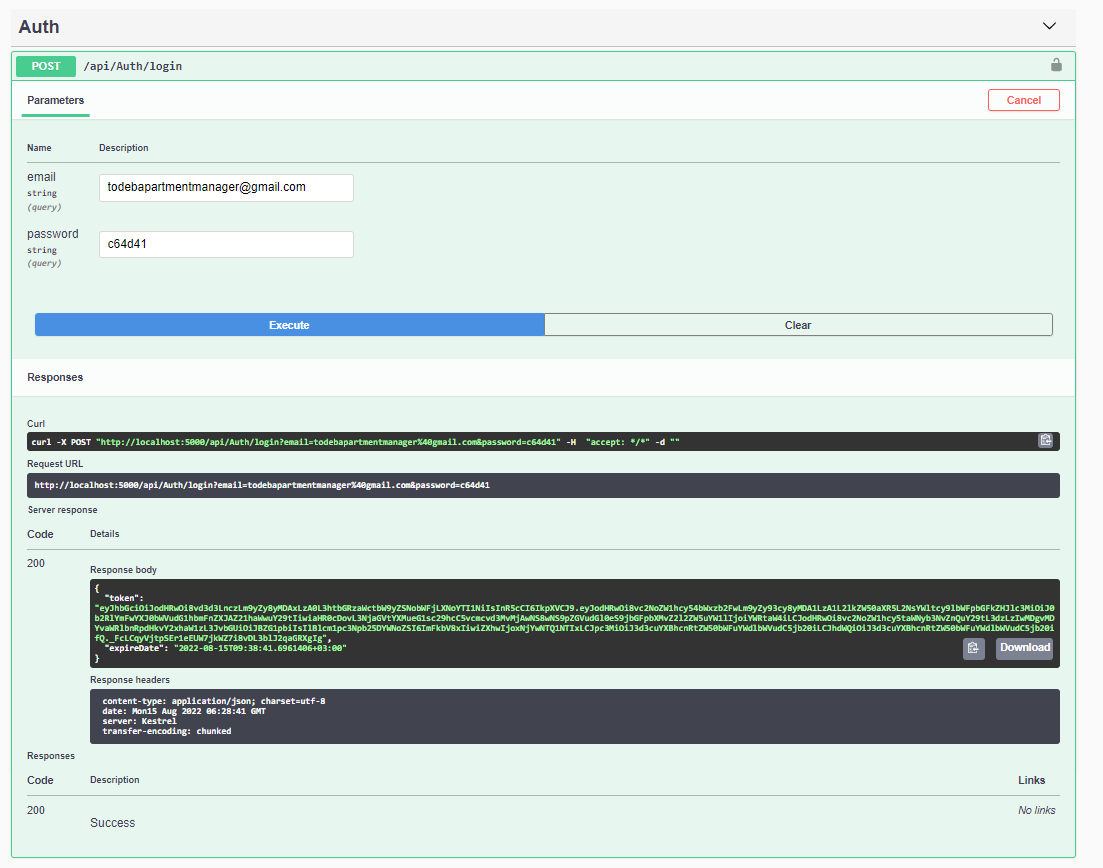 Auth
POST /api/Auth/login
Parameters
Cancel
Name Description
email
string
(query)
todebapartmentmanager@gmail.com
password
string
(query)
c64d41
Execute Clear
Responses
Curl
curl -X POST "http://localhost:5000/api/Auth/login?email=todebapartmentmanager%40gmail.com&password=c64d41" -H "accept: */*" -d ""
Request URL
http://localhost:5000/api/Auth/login?email=todebapartmentmanager%40gmail.com&password=c64d41
Server response
Code Details
200
Response body
{
"token":
"expireDate": "2022-08-15T09:38:41.6961406+03:00"
}
Download
Response headers
content-type: application/json; charset=utf-8
date: Mon15 Aug 2022 06:28:41 GMT
server: Kestrel
transfer-encoding: chunked
Responses
Code Description Links
200
Success
No links